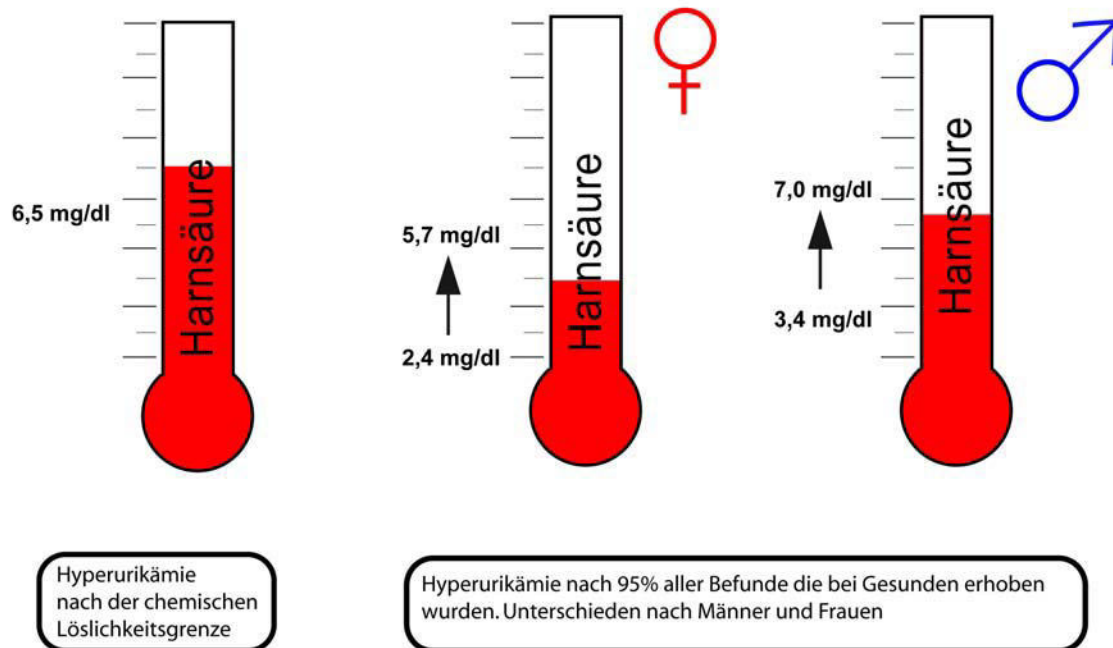 Harnsäure
6,5 mg/dl
Harnsäure
5,7 mg/dl
2,4 mg/dl
Harnsäure
7,0 mg/dl
3,4 mg/dl
Hyperurikämie
nach der chemischen
Löslichkeitsgrenze
Hyperurikämie nach 95% aller Befunde die bei Gesunden erhoben
wurden. Unterschieden nach Männer und Frauen